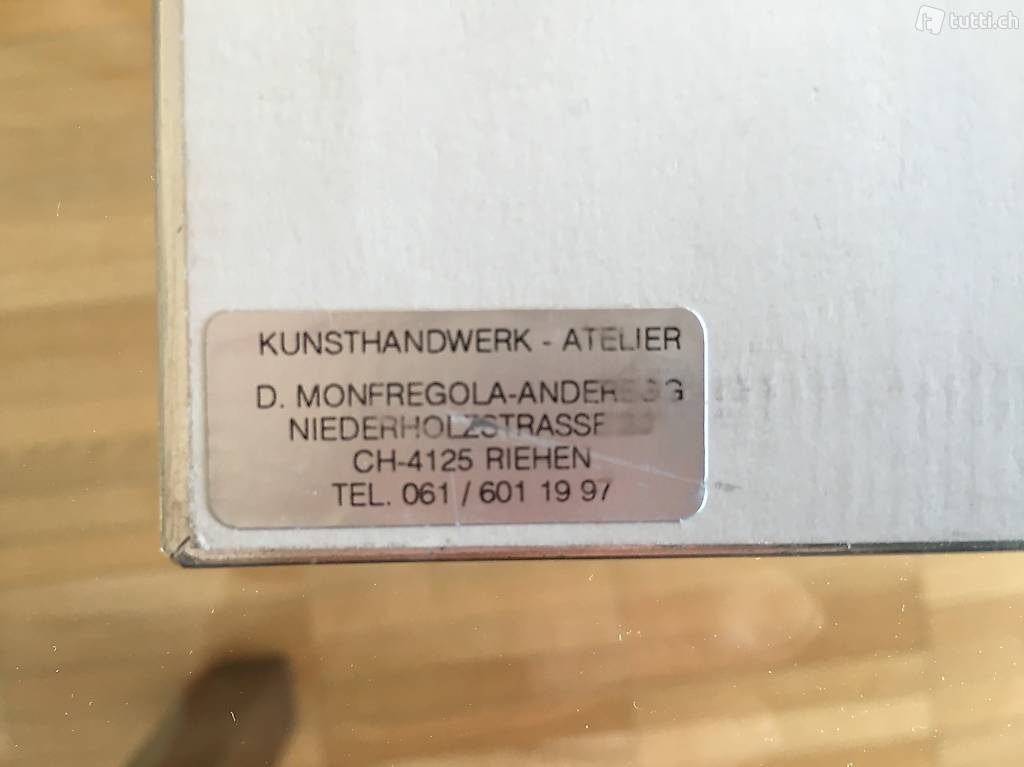 tutti.ch
KUNSTHANDWERK - ATELIER
D. MONFREGOLA-ANDEREGG
NIEDERHOLZSTRASSE
CH-4125 RIEHEN
TEL. 061 / 601 19 97